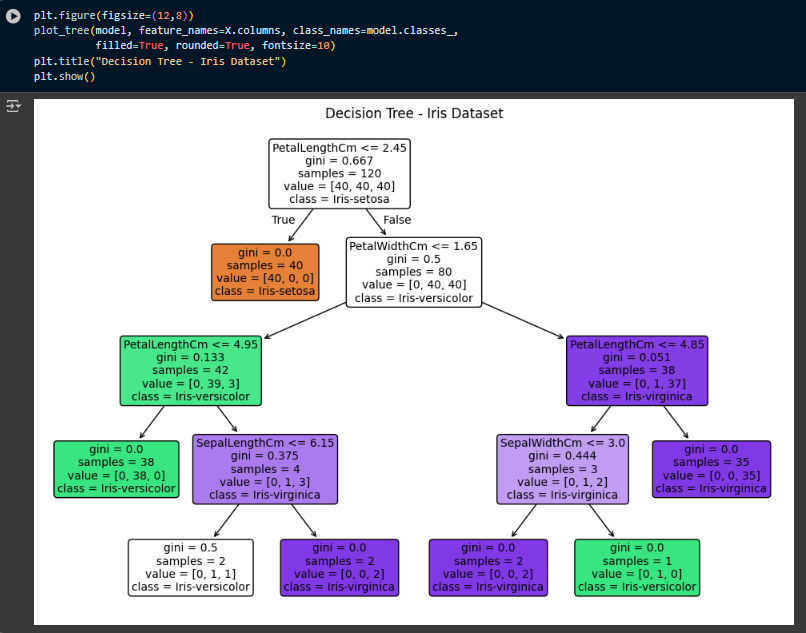 plt.figure(figsize=(12,8))
plot_tree(model, feature_names=X.columns, class_names=model.classes_,
filled=True, rounded=True, fontsize=10)
plt.title("Decision Tree - Iris Dataset")
plt.show()
Decision Tree - Iris Dataset
PetalLengthCm <= 2.45
gini = 0.667
samples = 120
value = [40, 40, 40]
class = Iris-setosa
True
False
gini = 0.0
samples = 40
value = [40, 0, 0]
class = Iris-setosa
PetalWidthCm <= 1.65
gini = 0.5
samples = 80
value = [0, 40, 40]
class = Iris-versicolor
PetalLengthCm <= 4.95
gini = 0.133
samples = 42
value = [0, 39, 3]
class = Iris-versicolor
PetalLengthCm <= 4.85
gini = 0.051
samples = 38
value = [0, 1, 37]
class = Iris-virginica
gini = 0.0
samples = 38
value = [0, 38, 0]
class = Iris-versicolor
SepalLengthCm <= 6.15
gini = 0.375
samples = 4
value = [0, 1, 3]
class = Iris-virginica
SepalWidthCm <= 3.0
gini = 0.444
samples = 3
value = [0, 1, 2]
class = Iris-virginica
gini = 0.0
samples = 35
value = [0, 0, 35]
class = Iris-virginica
gini = 0.5
samples = 2
value = [0, 1, 1]
class = Iris-versicolor
gini = 0.0
samples = 2
value = [0, 0, 2]
class = Iris-virginica
gini = 0.0
samples = 2
value = [0, 0, 2]
class = Iris-virginica
gini = 0.0
samples = 1
value = [0, 1, 0]
class = Iris-versicolor